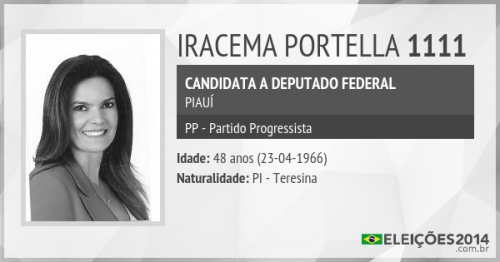 IRACEMA PORTELLA 1111
CANDIDATA A DEPUTADO FEDERAL
PIAUÍ
PP - Partido Progressista
Idade: 48 anos (23-04-1966)
Naturalidade: PI - Teresina
ELEIÇÕES2014
.com.br